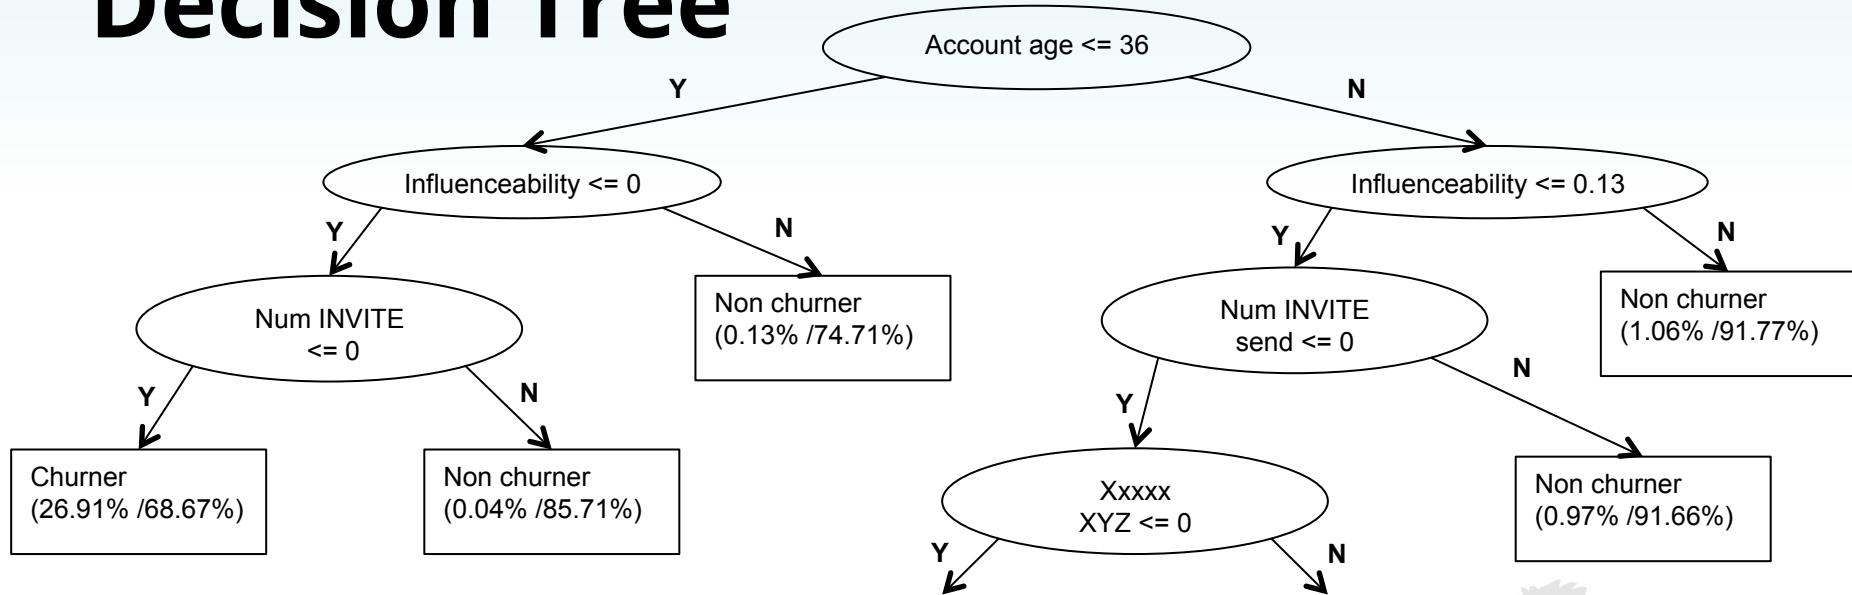 Decision Tree
Account age <= 36
Y
N
Influenceability <= 0
Influenceability <= 0.13
Y
N
Y
N
Num INVITE
<= 0
Non churner
(0.13% /74.71%)
Num INVITE
send <= 0
Non churner
(1.06% /91.77%)
Y
N
Y
N
Churner
(26.91% /68.67%)
Non churner
(0.04% /85.71%)
Xxxxx
XYZ <= 0
Non churner
(0.97% /91.66%)
Y
N